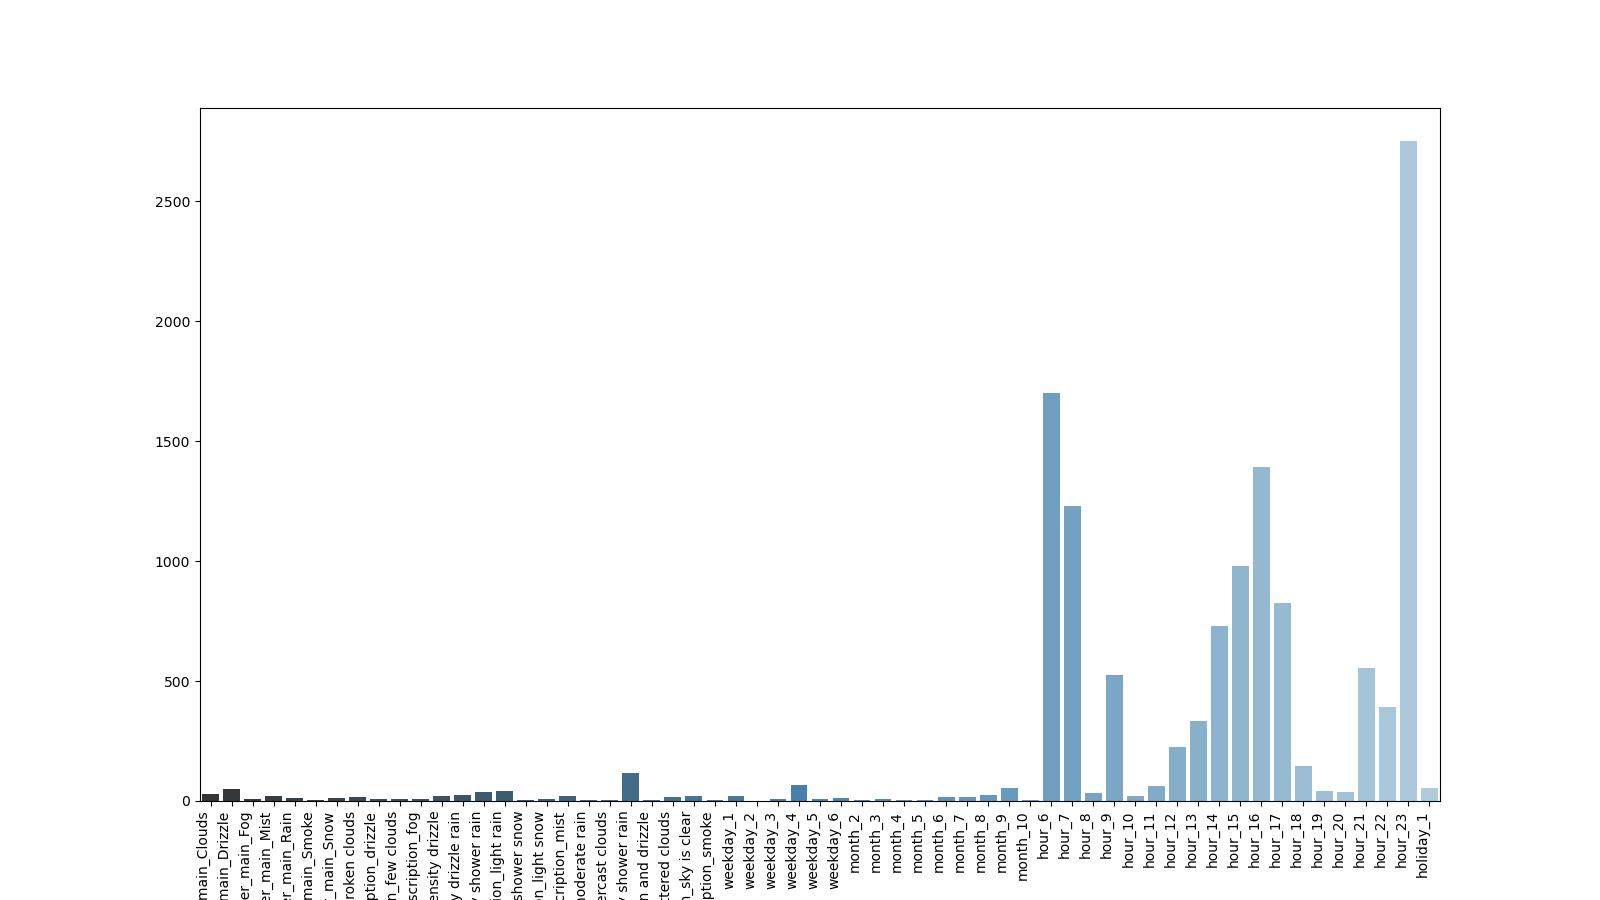 2500
2000
1500
1000
500
0
main_Clouds
main_Drizzle
er_main_Fog
er_main_Mist
er_main_Rain
main_Smoke
_main_Snow
roken clouds
ption_drizzle
n_few clouds
scription_fog
ensity drizzle
y drizzle rain
y shower rain
ion_light rain
shower snow
on_light snow
cription_mist
noderate rain
ercast clouds
y shower rain
n and drizzle
ttered clouds
n_sky is clear
ption_smoke
weekday_1
weekday_2
weekday_3
weekday_4
weekday_5
weekday_6
month_2
month_3
month_4
month_5
month_6
month_7
month_8
month_9
month_10
hour_6
hour_7
hour_8
hour_9
hour_10
hour_11
hour_12
hour_13
hour_14
hour_15
hour_16
hour_17
hour_18
hour_19
hour_20
hour_21
hour_22
hour_23
holiday_1